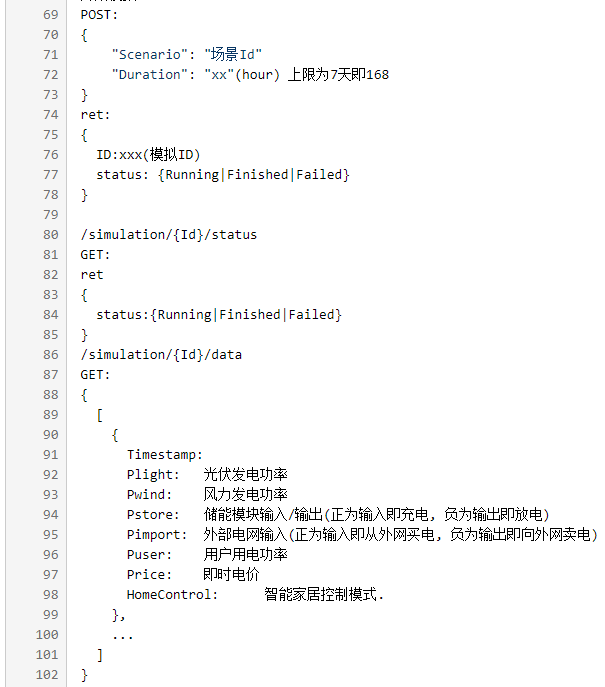 69 POST:
70 {
71     "Scenario": "场景Id"
72     "Duration": "xx"(hour) 上限为7天即168
73 }
74 ret:
75 {
76   ID:xxx(模拟ID)
77   status: {Running|Finished|Failed}
78 }
79
80 /simulation/{Id}/status
81 GET:
82 ret
83 {
84   status:{Running|Finished|Failed}
85 }
86 /simulation/{Id}/data
87 GET:
88 {
89   [
90     {
91       Timestamp:
92       Plight:   光伏发电功率
93       Pwind:    风力发电功率
94       Pstore:   储能模块输入/输出(正为输入即充电, 负为输出即放电)
95       Pimport:  外部电网输入(正为输入即从外网买电, 负为输出即向外网卖电)
96       Puser:    用户用电功率
97       Price:    即时电价
98       HomeControl:      智能家居控制模式.
99     },
100     ...
101   ]
102 }